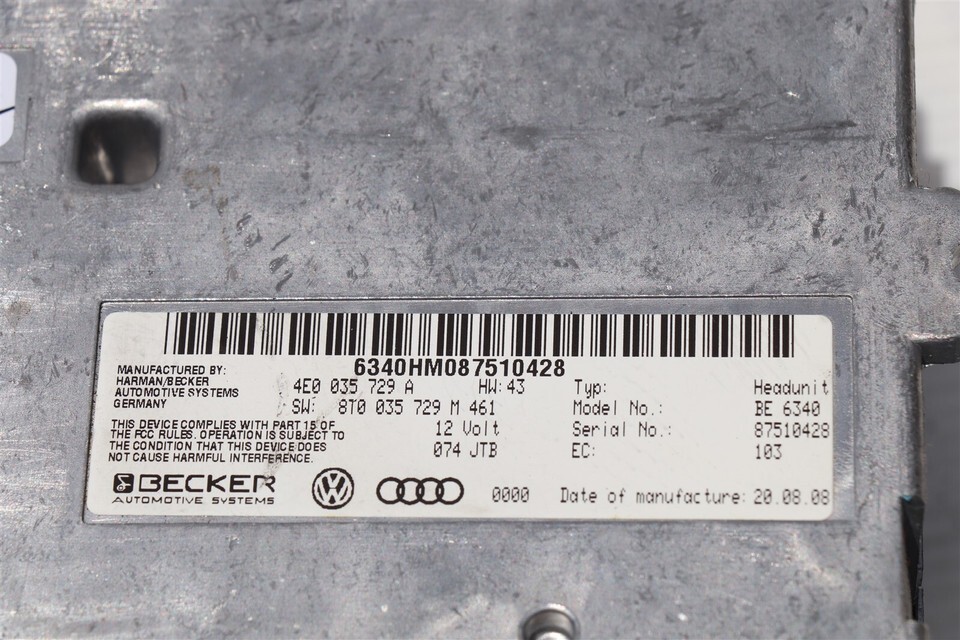 6340HM087510428
MANUFACTURED BY:
HARMAN/BECKER
AUTOMOTIVE SYSTEMS
GERMANY
4E0 035 729 A HW: 43
SW: 8T0 035 729 M 461
12 Volt
074 JTB
THIS DEVICE COMPLIES WITH PART 15 OF
THE FCC RULES. OPERATION IS SUBJECT TO
THE CONDITION THAT THIS DEVICE DOES
NOT CAUSE HARMFUL INTERFERENCE.
Typ: Headunit
Model No.: BE 6340
Serial No.: 87510428
EC: 103
BECKER
AUTOMOTIVE SYSTEMS
VW
0000 Date of manufacture: 20.08.08